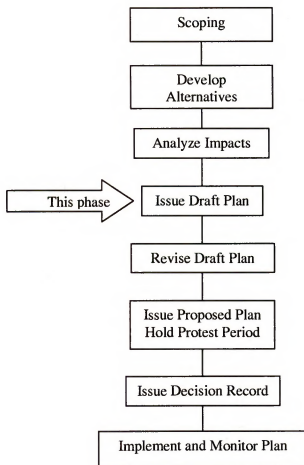 Scoping
Develop
Alternatives
Analyze Impacts
This phase
Issue Draft Plan
Revise Draft Plan
Issue Proposed Plan
Hold Protest Period
Issue Decision Record
Implement and Monitor Plan